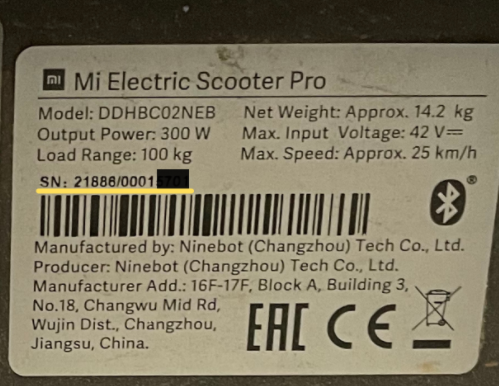 mi Mi Electric Scooter Pro
Model: DDHBC02NEB Net Weight: Approx. 14.2 kg
Output Power: 300 W Max. Input Voltage: 42 V⎓
Load Range: 100 kg Max. Speed: Approx. 25 km/h
SN: 21886/0001
®
Manufactured by: Ninebot (Changzhou) Tech Co., Ltd.
Producer: Ninebot (Changzhou) Tech Co., Ltd.
Manufacturer Add.: 16F-17F, Block A, Building 3,
No.18, Changwu Mid Rd,
Wujin Dist., Changzhou,
Jiangsu, China.
EAC CE